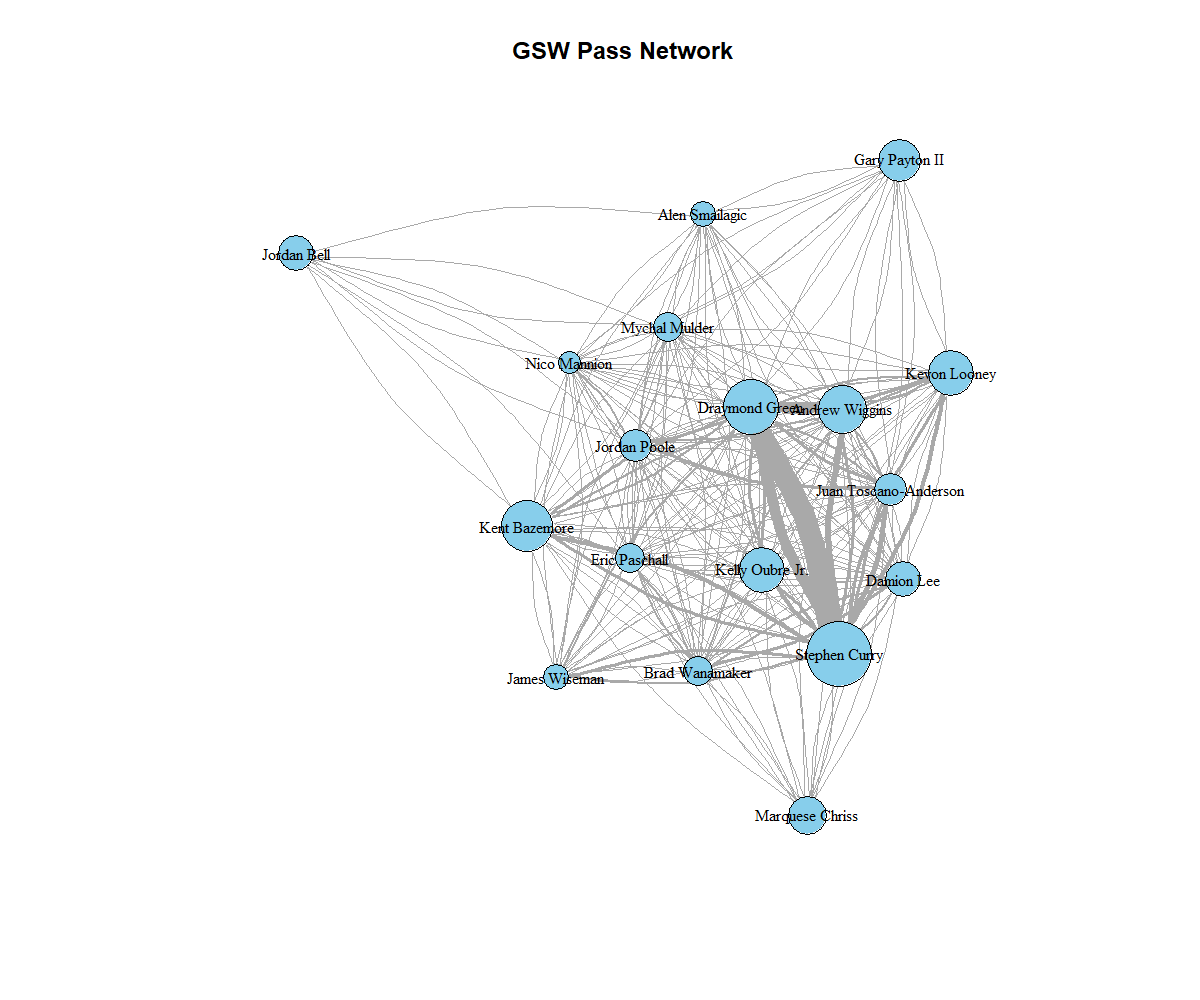 GSW Pass Network
Gary Payton II
Alen Smailagic
Jordan Bell
Mychal Mulder
Nico Mannion
Kevon Looney
Draymond Green
Andrew Wiggins
Jordan Poole
Juan Toscano-Anderson
Kent Bazemore
Eric Paschall
Kelly Oubre Jr.
Damion Lee
Stephen Curry
Brad Wanamaker
James Wiseman
Marquese Chriss